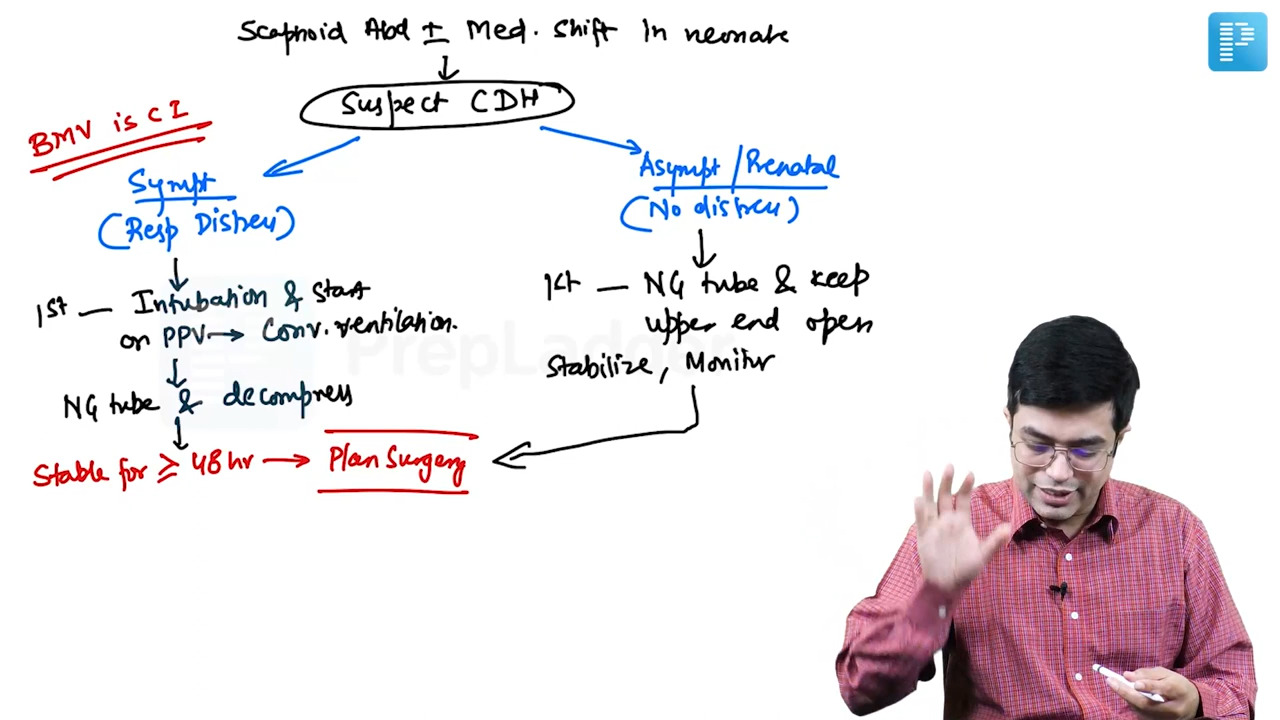 Scaphoid Abd ± Med. Shift In neonate
Suspect CDH
BMV is CI
Sympt
(Resp Distress)
1st — Intubation & start
on PPV → Conv. ventilation.
NG tube & decompress
Stable for ≥ 48 hr → Plan Surgery
Asympt / Prenatal
(No distress)
1st — NG tube & keep
upper end open
Stabilize, Monitor
PrepLadder